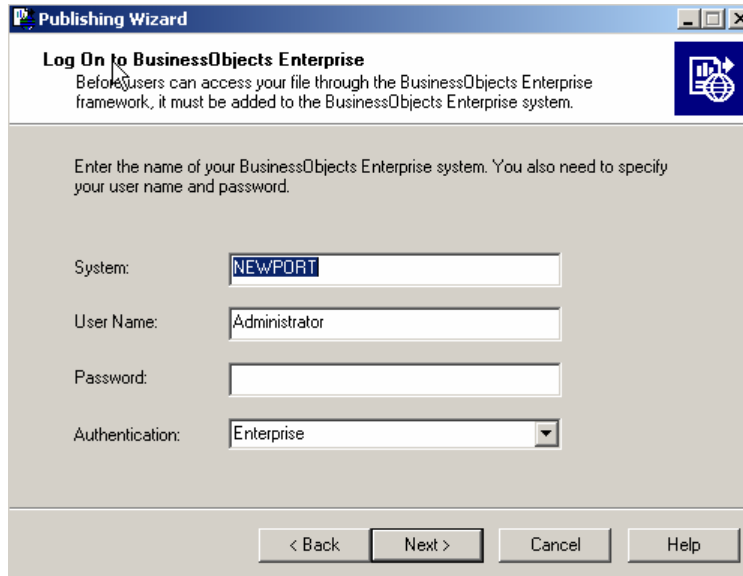 Publishing Wizard
Log On to BusinessObjects Enterprise
Before users can access your file through the BusinessObjects Enterprise
framework, it must be added to the BusinessObjects Enterprise system.
Enter the name of your BusinessObjects Enterprise system. You also need to specify
your user name and password.
System: NEWPORT
User Name: Administrator
Password:
Authentication: Enterprise
< Back Next > Cancel Help